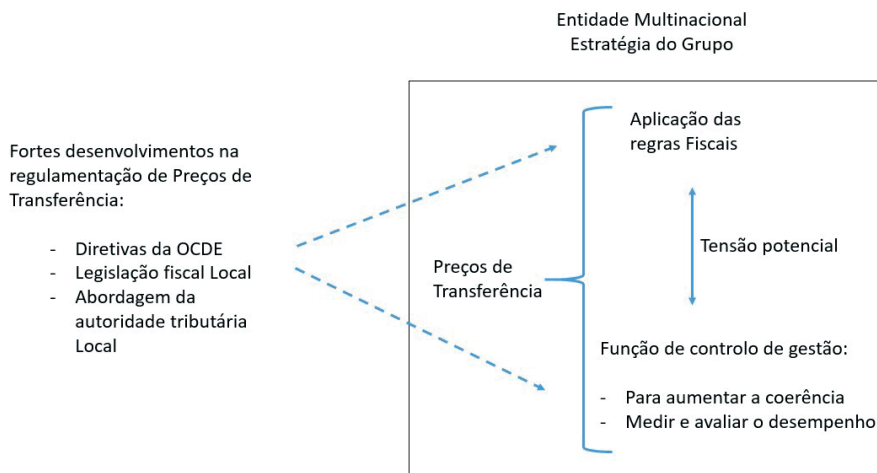 Entidade Multinacional
Estratégia do Grupo
Fortes desenvolvimentos na
regulamentação de Preços de
Transferência:
- Diretivas da OCDE
- Legislação fiscal Local
- Abordagem da
autoridade tributária
Local
Aplicação das
regras Fiscais
Tensão potencial
Preços de
Transferência
Função de controlo de gestão:
- Para aumentar a coerência
- Medir e avaliar o desempenho